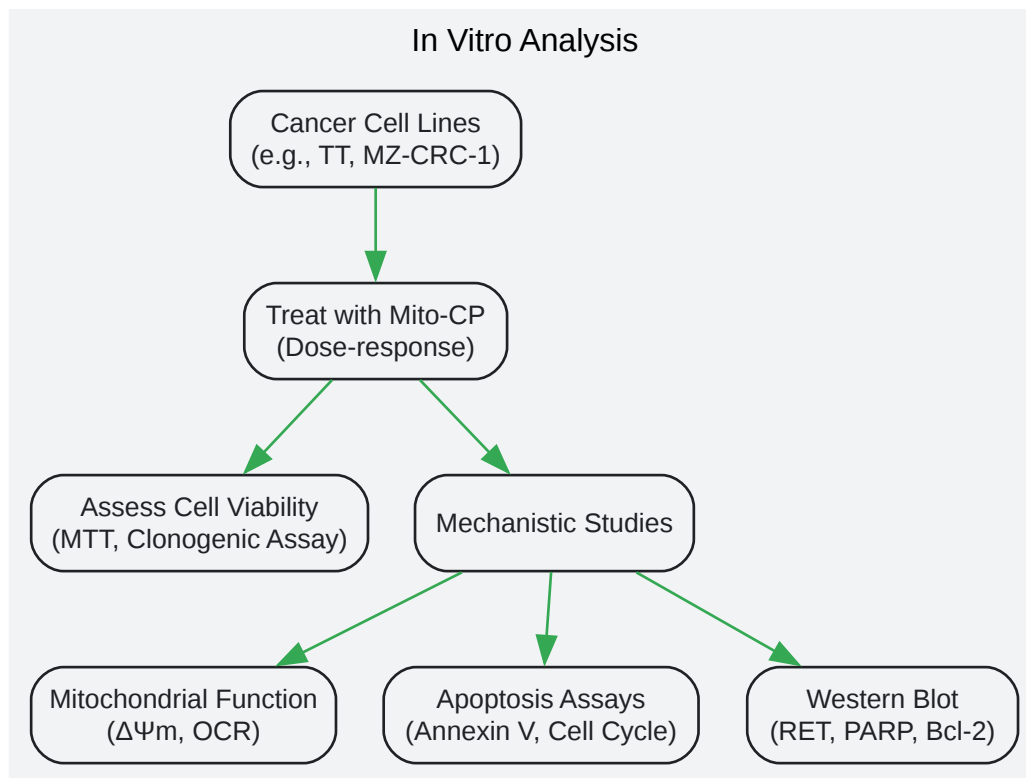 In Vitro Analysis
Cancer Cell Lines
(e.g., TT, MZ-CRC-1)
Treat with Mito-CP
(Dose-response)
Assess Cell Viability
(MTT, Clonogenic Assay)
Mechanistic Studies
Mitochondrial Function
(ΔΨm, OCR)
Apoptosis Assays
(Annexin V, Cell Cycle)
Western Blot
(RET, PARP, Bcl-2)